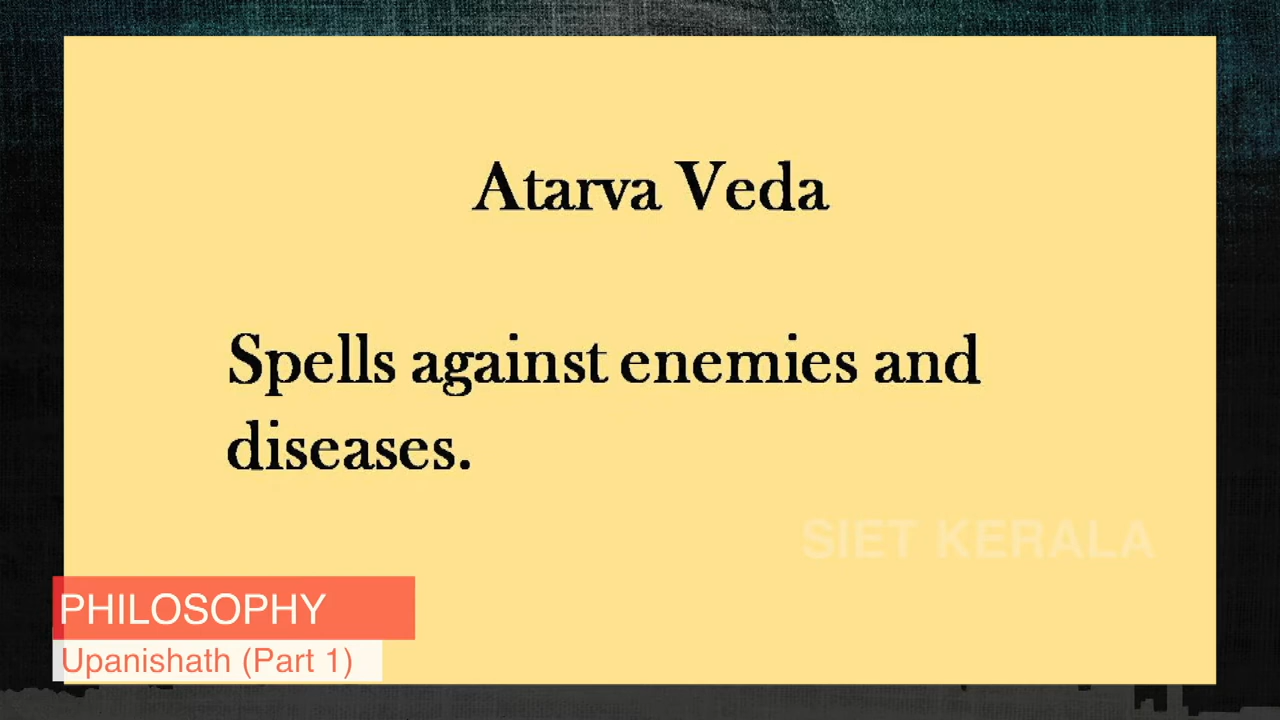 Atarva Veda
Spells against enemies and
diseases.
SIET KERALA
PHILOSOPHY
Upanishath (Part 1)